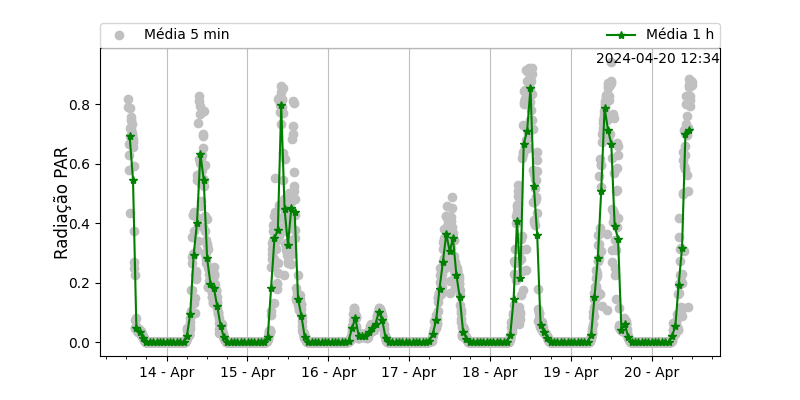 Média 5 min
Média 1 h
2024-04-20 12:34
Radiação PAR
0.8
0.6
0.4
0.2
0.0
14 - Apr
15 - Apr
16 - Apr
17 - Apr
18 - Apr
19 - Apr
20 - Apr